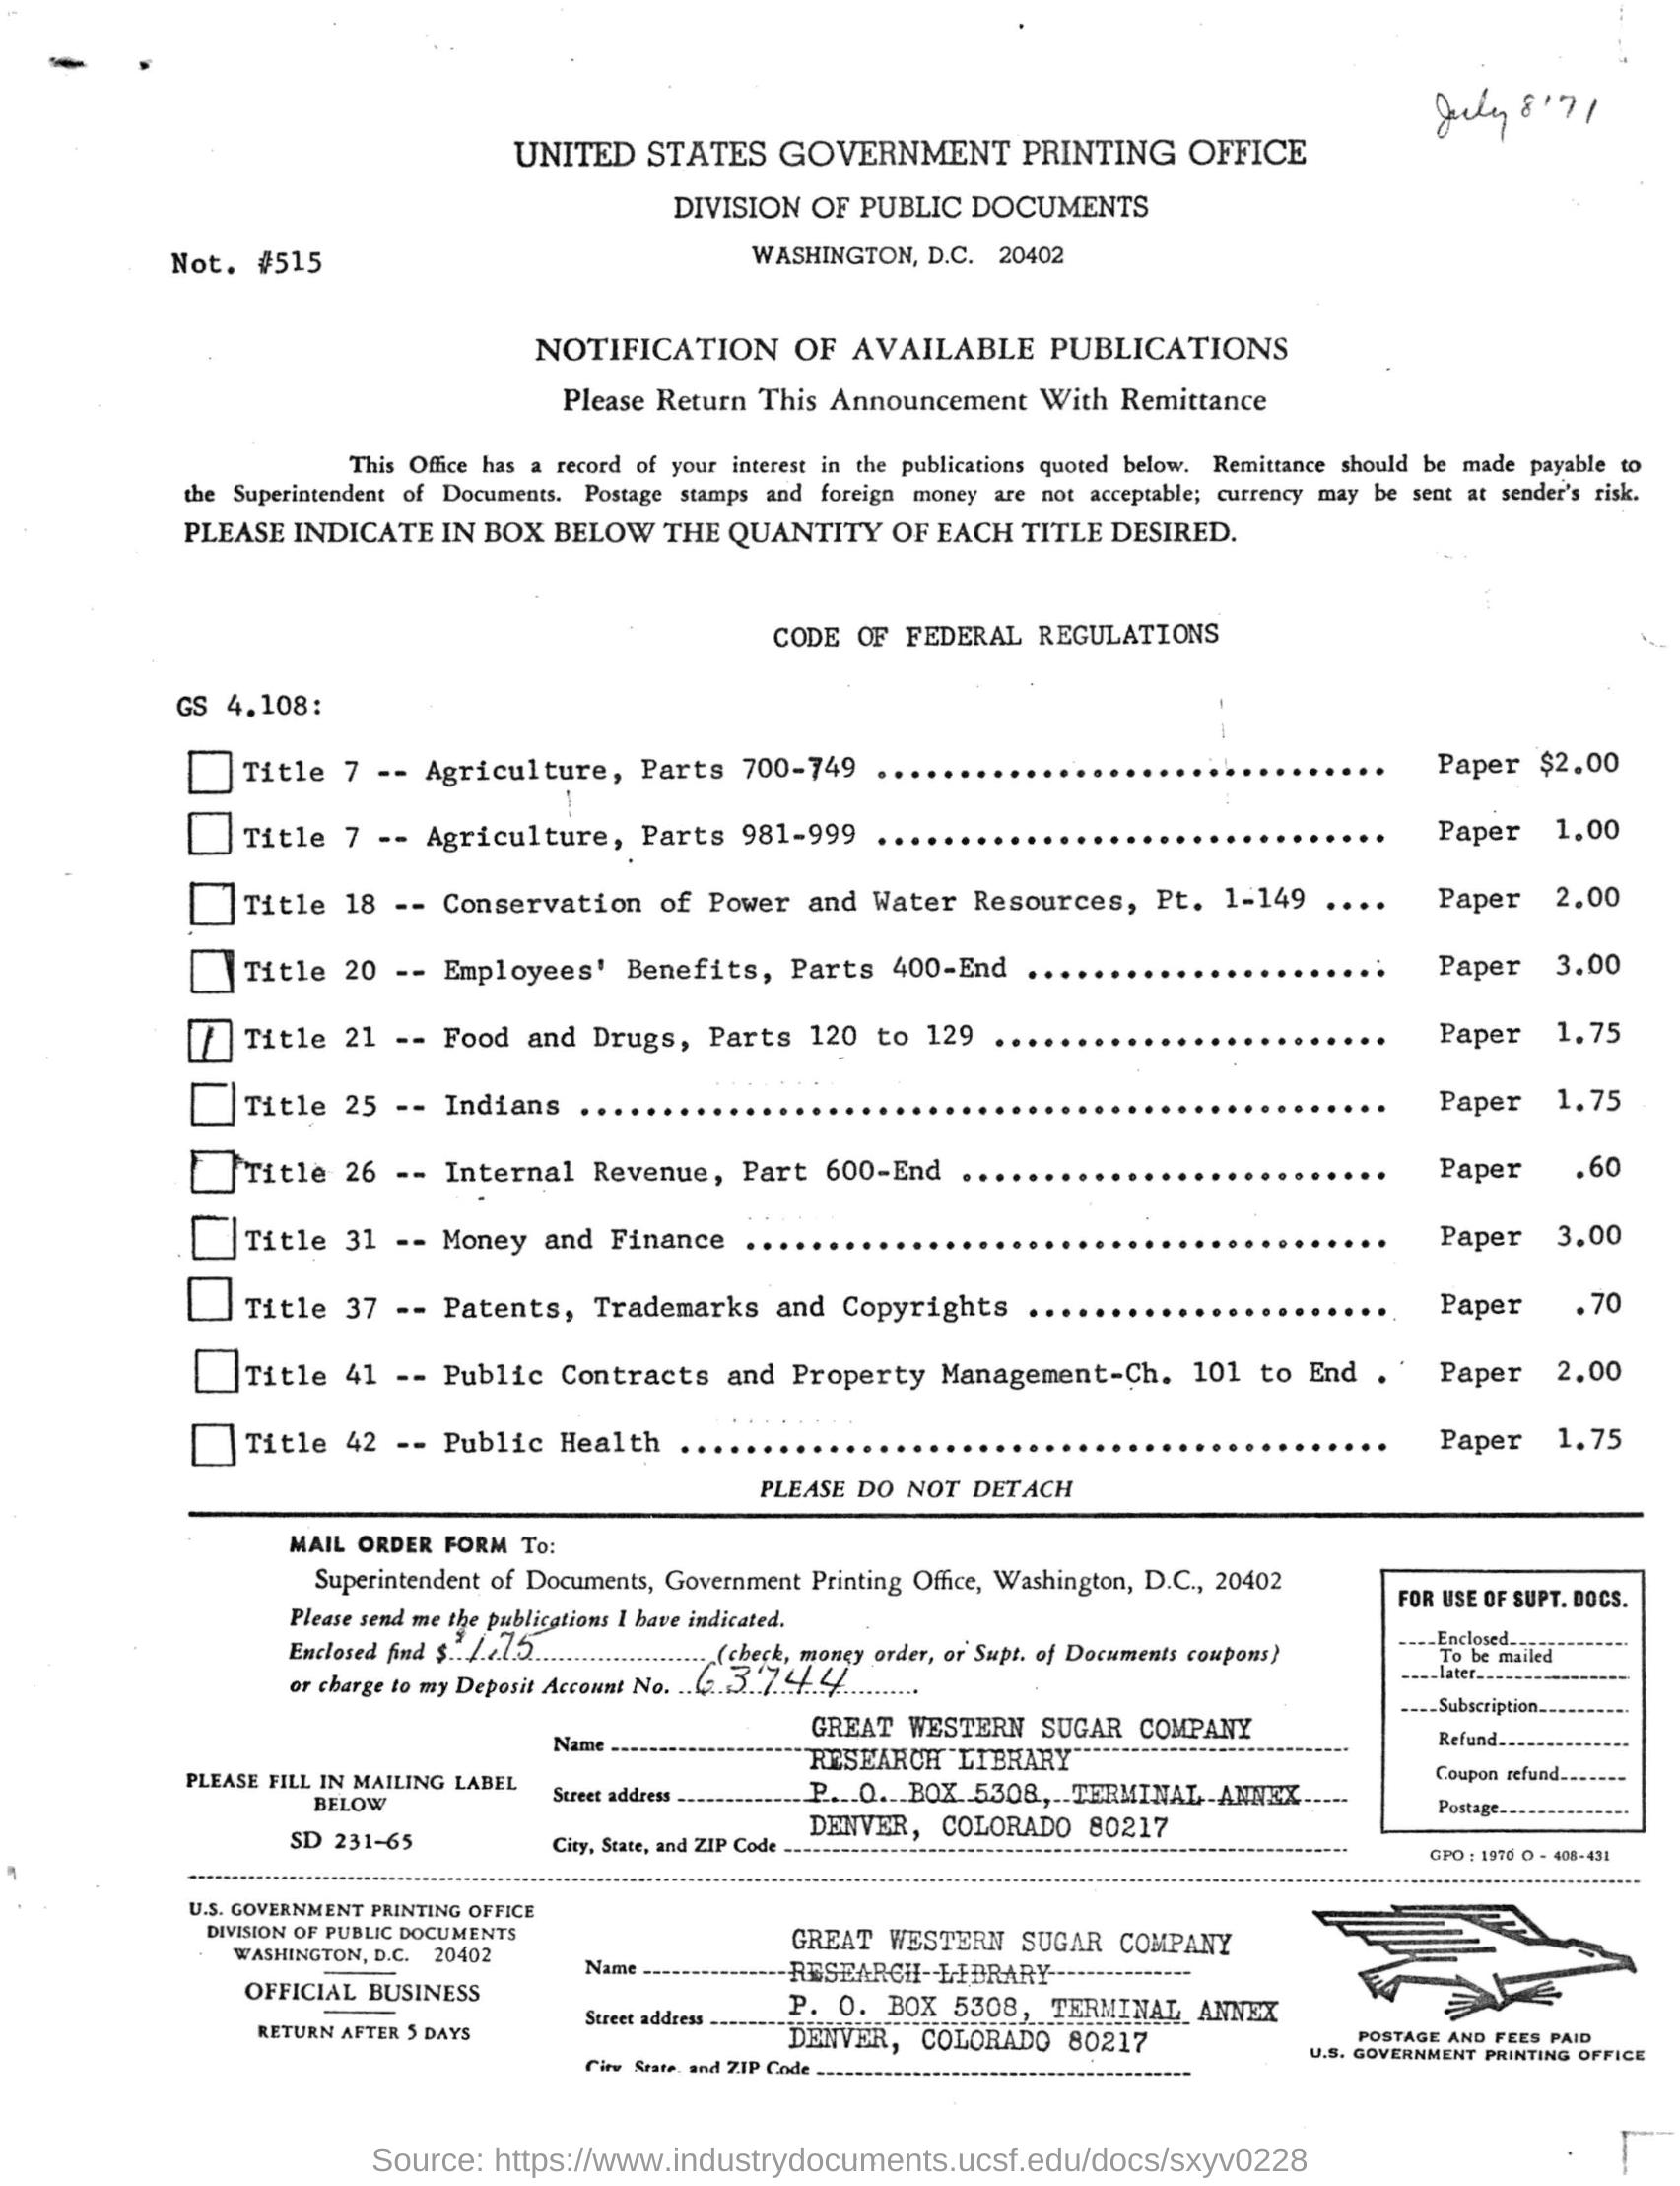 July 8'71
UNITED STATES GOVERNMENT PRINTING OFFICE
DIVISION OF PUBLIC DOCUMENTS
WASHINGTON, D.C. 20402
Not. #515
NOTIFICATION OF AVAILABLE PUBLICATIONS
Please Return This Announcement With Remittance
This Office has a record of your interest in the publications quoted below. Remittance should be made payable to
the Superintendent of Documents. Postage stamps and foreign money are not acceptable; currency may be sent at sender's risk.
PLEASE INDICATE IN BOX BELOW THE QUANTITY OF EACH TITLE DESIRED.
CODE OF FEDERAL REGULATIONS
GS 4.108:
Title 7 -- Agriculture, Parts 700-749 ............................... Paper $2.00
Title 7 -- Agriculture, Parts 981-999 ............................... Paper 1.00
Title 18 -- Conservation of Power and Water Resources, Pt. 1-149 .... Paper 2.00
Title 20 -- Employees' Benefits, Parts 400-End ...................... Paper 3.00
1 Title 21 -- Food and Drugs, Parts 120 to 129 ........................ Paper 1.75
Title 25 -- Indians ................................................. Paper 1.75
Title 26 -- Internal Revenue, Part 600-End .......................... Paper .60
Title 31 -- Money and Finance ....................................... Paper 3.00
Title 37 -- Patents, Trademarks and Copyrights ...................... Paper .70
Title 41 -- Public Contracts and Property Management-Ch. 101 to End . Paper 2.00
Title 42 -- Public Health ........................................... Paper 1.75
PLEASE DO NOT DETACH
MAIL ORDER FORM To:
Superintendent of Documents, Government Printing Office, Washington, D.C., 20402
Please send me the publications I have indicated.
Enclosed find $ $1.75 (check, money order, or Supt. of Documents coupons)
or charge to my Deposit Account No. 63744
GREAT WESTERN SUGAR COMPANY
Name
RESEARCH LIBRARY
Street address P. O. BOX 5308, TERMINAL ANNEX
DENVER, COLORADO 80217
City, State, and ZIP Code
PLEASE FILL IN MAILING LABEL
BELOW
SD 231-65
FOR USE OF SUPT. DOCS.
Enclosed
To be mailed
later
Subscription
Refund
Coupon refund
Postage
GPO : 1970 O - 408-431
U.S. GOVERNMENT PRINTING OFFICE
DIVISION OF PUBLIC DOCUMENTS
WASHINGTON, D.C. 20402
OFFICIAL BUSINESS
RETURN AFTER 5 DAYS
GREAT WESTERN SUGAR COMPANY
Name RESEARCH LIBRARY
P. O. BOX 5308, TERMINAL ANNEX
Street address
DENVER, COLORADO 80217
City, State, and ZIP Code
POSTAGE AND FEES PAID
U.S. GOVERNMENT PRINTING OFFICE
Source: https://www.industrydocuments.ucsf.edu/docs/sxyv0228